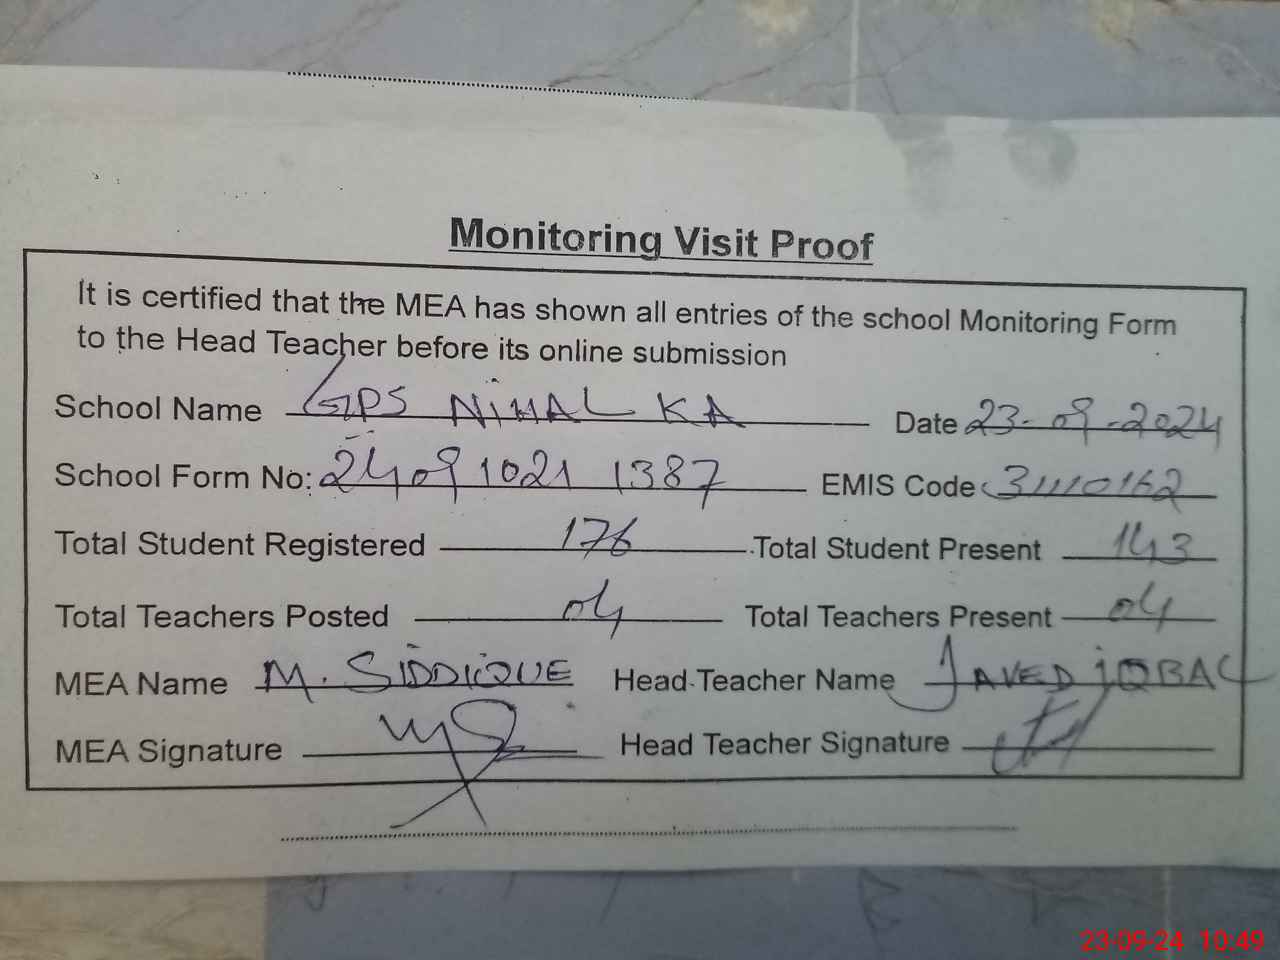 Monitoring Visit Proof
It is certified that the MEA has shown all entries of the school Monitoring Form
to the Head Teacher before its online submission
School Name GPS NIHAL KA Date 23-09-2024
School Form No: 24091021 1387 EMIS Code 31110162
Total Student Registered 176 Total Student Present 143
Total Teachers Posted 04 Total Teachers Present 04
MEA Name M. SIDDIQUE Head Teacher Name JAVED IQBAL
MEA Signature Head Teacher Signature
23-09-24 10:49